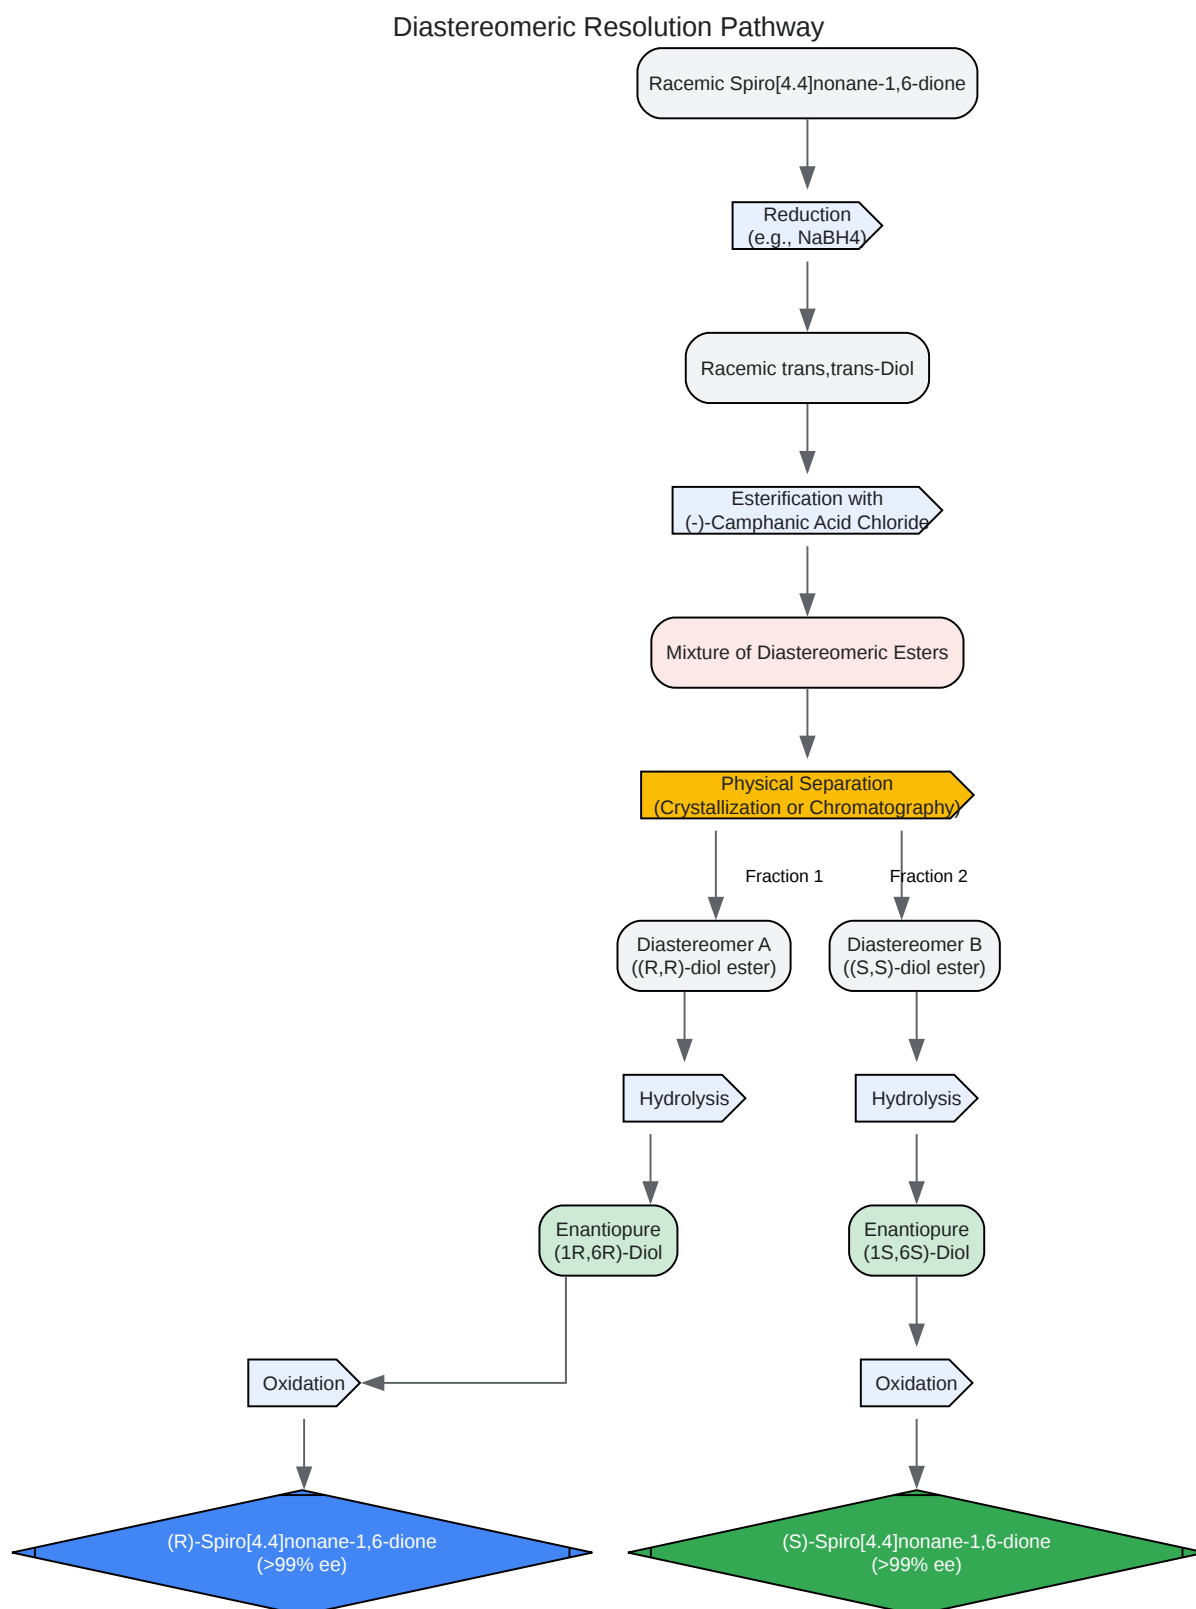 Diastereomeric Resolution Pathway
Racemic Spiro[4.4]nonane-1,6-dione
Reduction
(e.g., NaBH4)
Racemic trans,trans-Diol
Esterification with
(-)-Camphanic Acid Chloride
Mixture of Diastereomeric Esters
Physical Separation
(Crystallization or Chromatography)
Fraction 1
Fraction 2
Diastereomer A
((R,R)-diol ester)
Diastereomer B
((S,S)-diol ester)
Hydrolysis
Hydrolysis
Enantiopure
(1R,6R)-Diol
Enantiopure
(1S,6S)-Diol
Oxidation
Oxidation
(R)-Spiro[4.4]nonane-1,6-dione
(>99% ee)
(S)-Spiro[4.4]nonane-1,6-dione
(>99% ee)